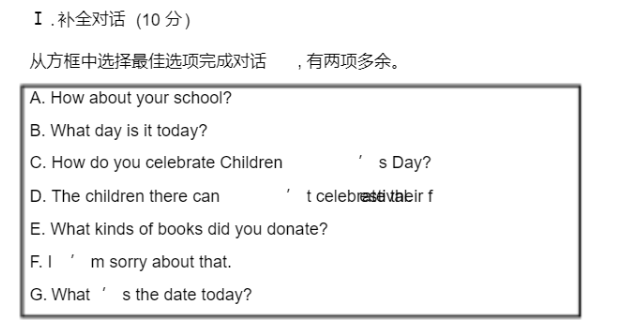 Ⅰ.补全对话 (10 分)
从方框中选择最佳选项完成对话 ,有两项多余。
A. How about your school?
B. What day is it today?
C. How do you celebrate Children ′ s Day?
D. The children there can ′ t celebrate their festival.
E. What kinds of books did you donate?
F. I ′ m sorry about that.
G. What ′ s the date today?